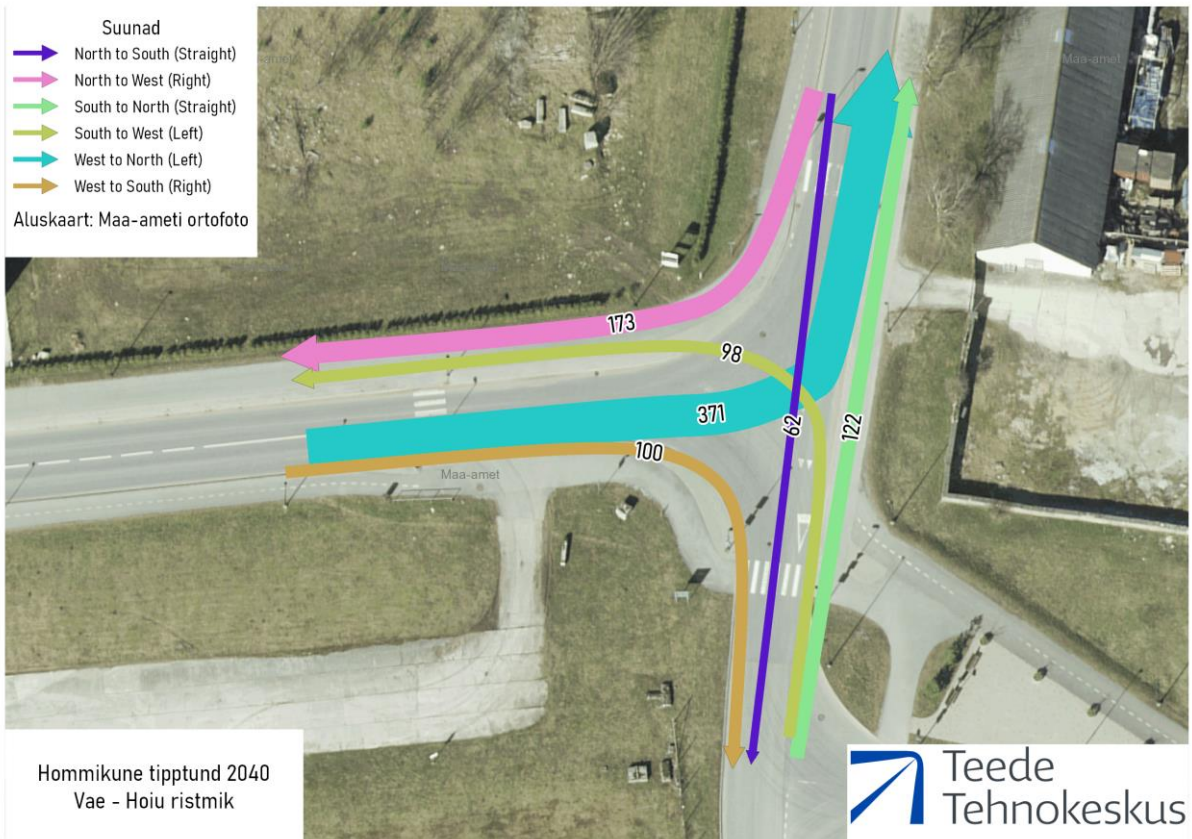 Suunad
North to South (Straight)
North to West (Right)
South to North (Straight)
South to West (Left)
West to North (Left)
West to South (Right)
Aluskaart: Maa-ameti ortofoto
Maa-amet
173
98
371
62
122
100
Maa-amet
Hommikune tipptund 2040
Vae - Hoiu ristmik
Teede
Tehnokeskus